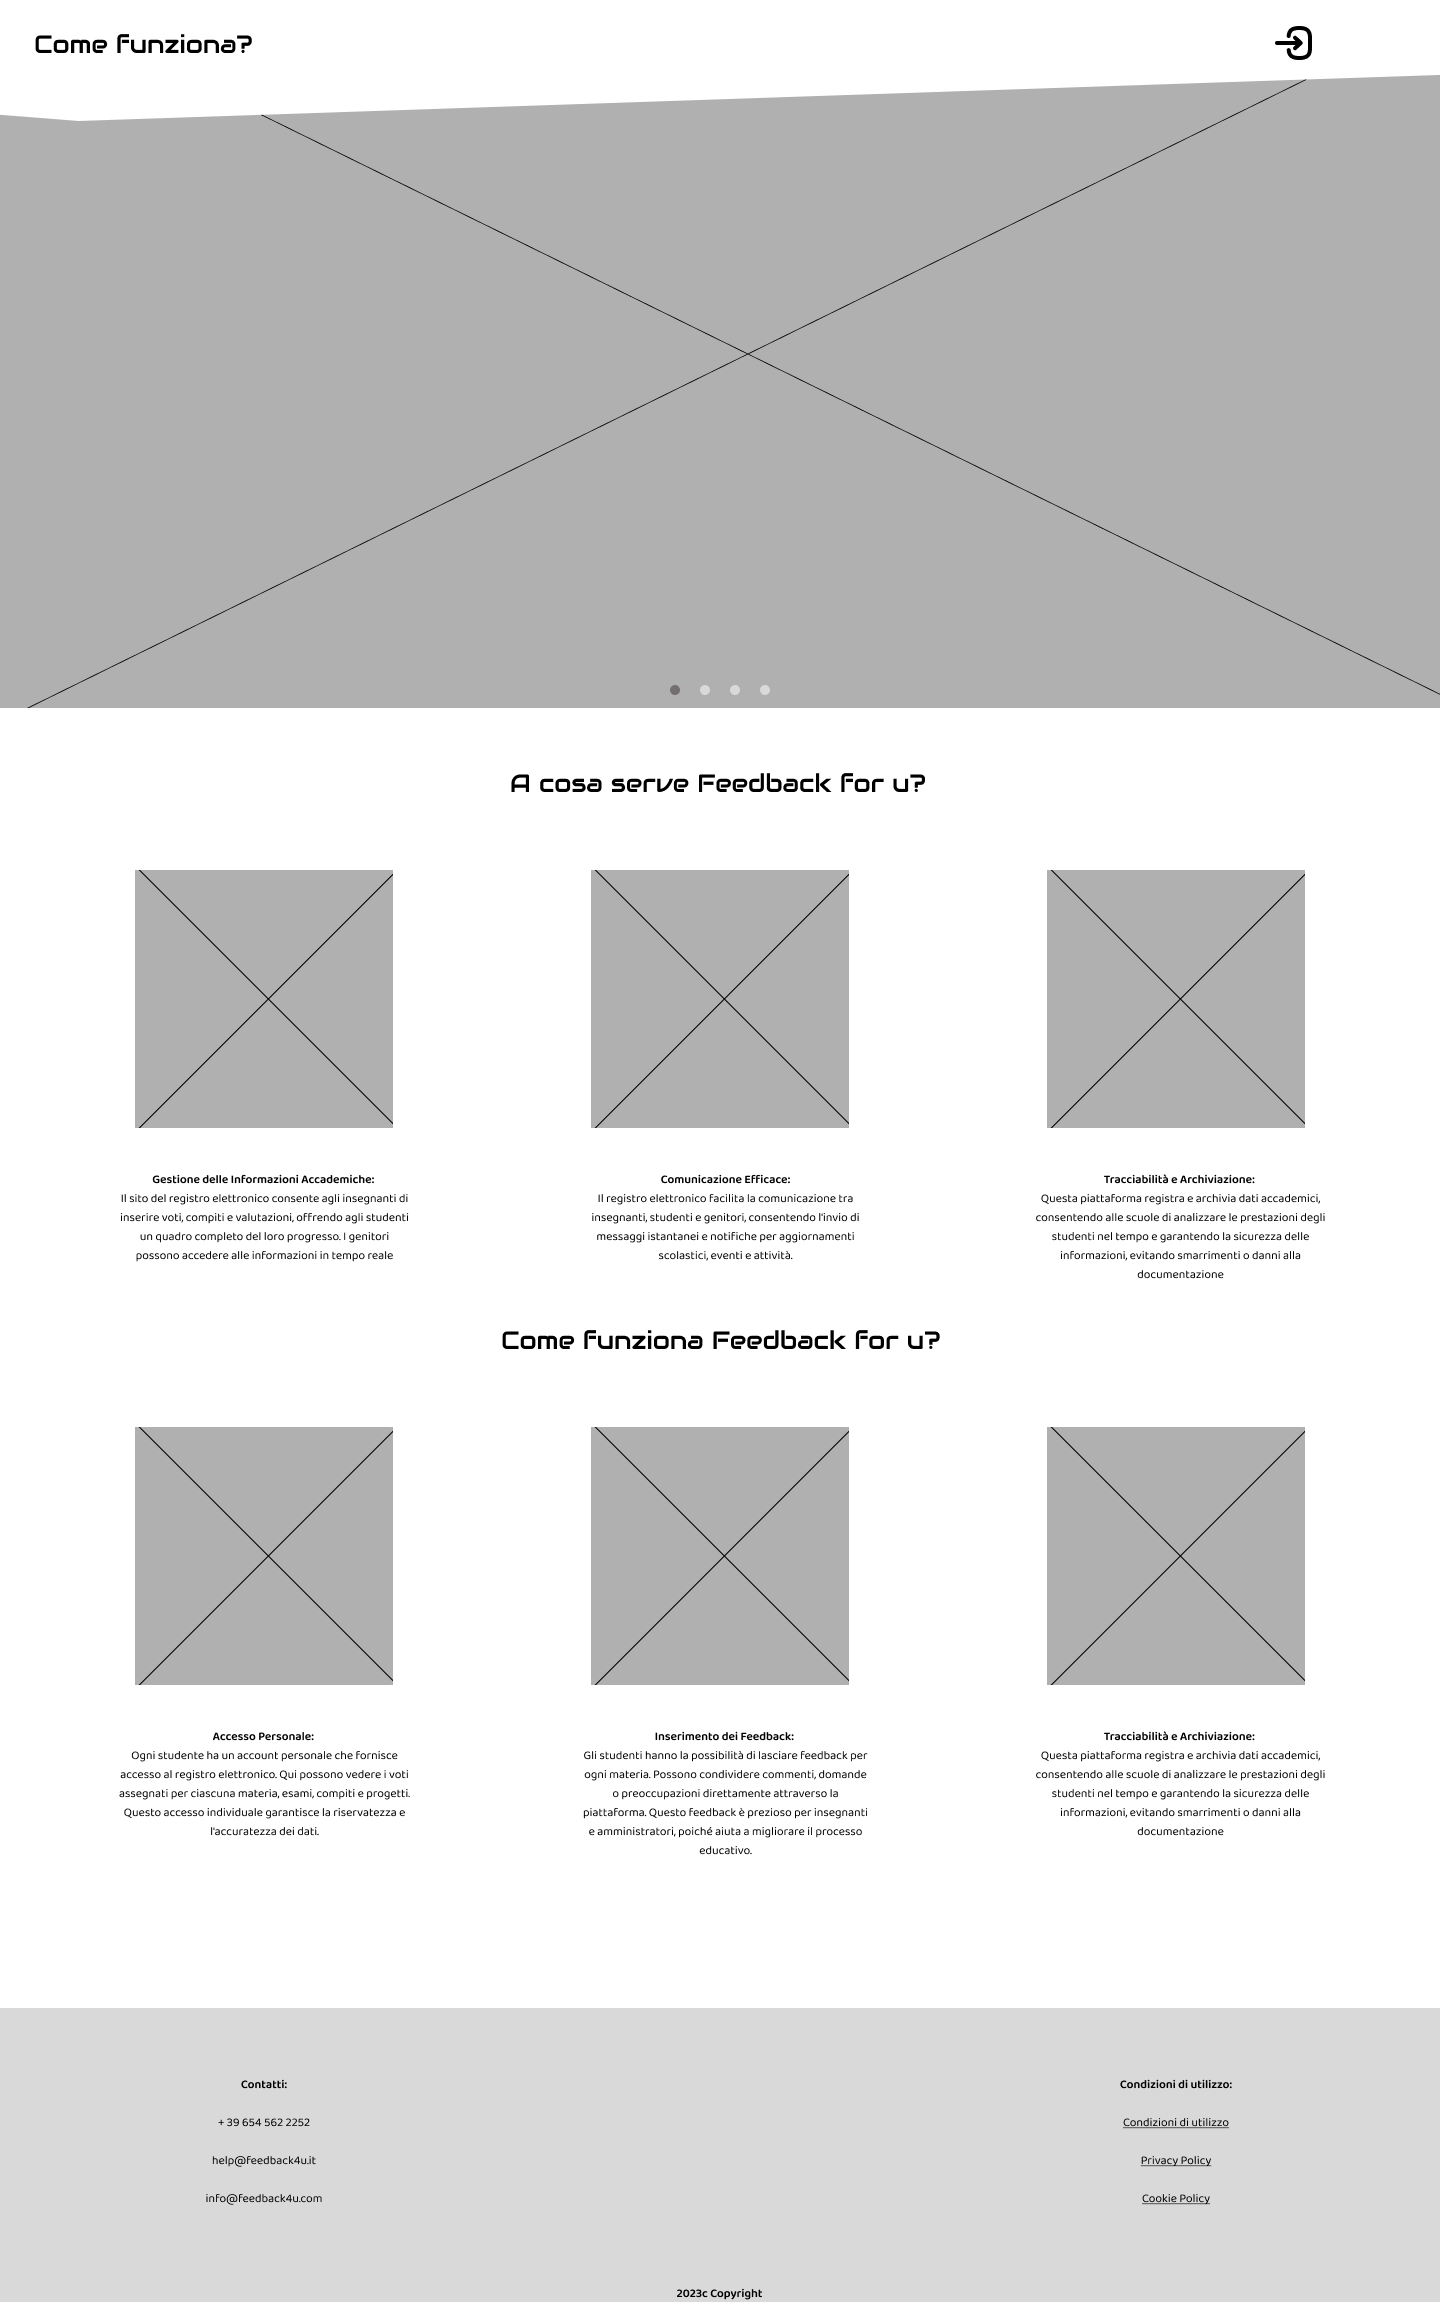 Come funziona?
A cosa serve Feedback for u?
Gestione delle Informazioni Accademiche:
Il sito del registro elettronico consente agli insegnanti di
inserire voti, compiti e valutazioni, offrendo agli studenti
un quadro completo del loro progresso. I genitori
possono accedere alle informazioni in tempo reale
Comunicazione Efficace:
Il registro elettronico facilita la comunicazione tra
insegnanti, studenti e genitori, consentendo l'invio di
messaggi istantanei e notifiche per aggiornamenti
scolastici, eventi e attività.
Tracciabilità e Archiviazione:
Questa piattaforma registra e archivia dati accademici,
consentendo alle scuole di analizzare le prestazioni degli
studenti nel tempo e garantendo la sicurezza delle
informazioni, evitando smarrimenti o danni alla
documentazione
Come funziona Feedback for u?
Accesso Personale:
Ogni studente ha un account personale che fornisce
accesso al registro elettronico. Qui possono vedere i voti
assegnati per ciascuna materia, esami, compiti e progetti.
Questo accesso individuale garantisce la riservatezza e
l'accuratezza dei dati.
Inserimento dei Feedback:
Gli studenti hanno la possibilità di lasciare feedback per
ogni materia. Possono condividere commenti, domande
o preoccupazioni direttamente attraverso la
piattaforma. Questo feedback è prezioso per insegnanti
e amministratori, poiché aiuta a migliorare il processo
educativo.
Tracciabilità e Archiviazione:
Questa piattaforma registra e archivia dati accademici,
consentendo alle scuole di analizzare le prestazioni degli
studenti nel tempo e garantendo la sicurezza delle
informazioni, evitando smarrimenti o danni alla
documentazione
Contatti:
+ 39 654 562 2252
help@feedback4u.it
info@feedback4u.com
Condizioni di utilizzo:
Condizioni di utilizzo
Privacy Policy
Cookie Policy
2023c Copyright